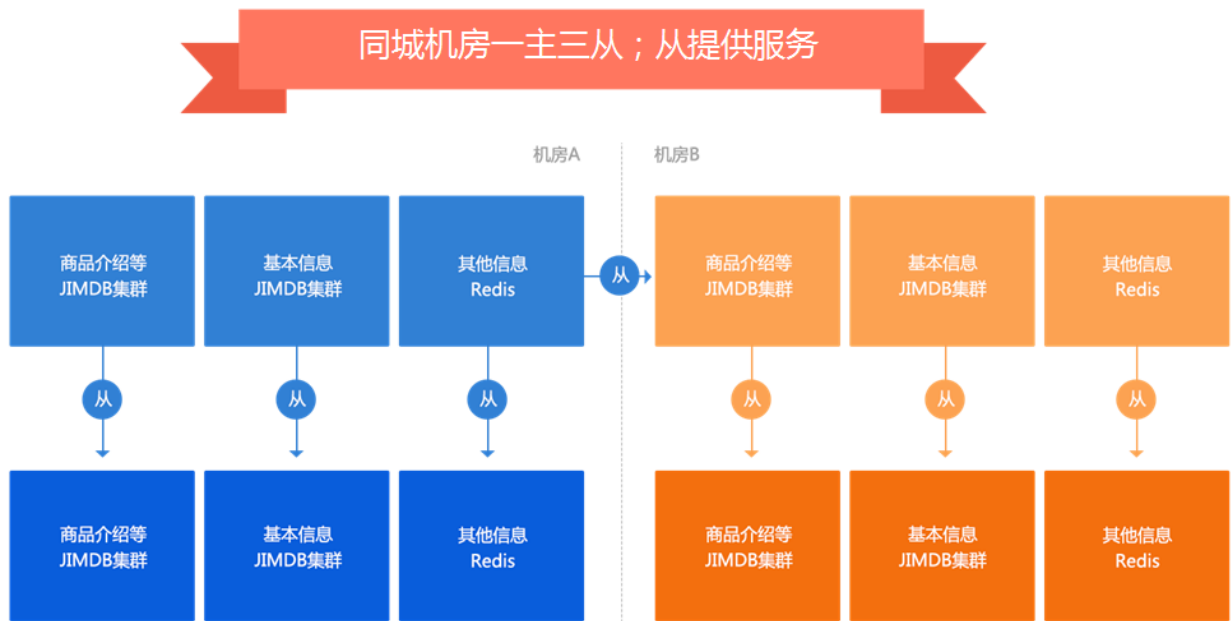 同城机房一主三从；从提供服务
机房A
机房B
商品介绍等
JIMDB集群
基本信息
JIMDB集群
其他信息
Redis
从
商品介绍等
JIMDB集群
基本信息
JIMDB集群
其他信息
Redis
从
从
从
从
从
从
商品介绍等
JIMDB集群
基本信息
JIMDB集群
其他信息
Redis
商品介绍等
JIMDB集群
基本信息
JIMDB集群
其他信息
Redis